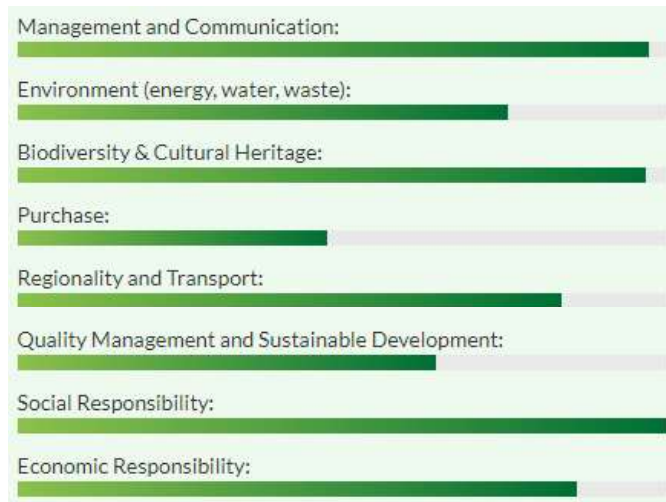 Management and Communication:
Environment (energy, water, waste):
Biodiversity & Cultural Heritage:
Purchase:
Regionality and Transport:
Quality Management and Sustainable Development:
Social Responsibility:
Economic Responsibility: